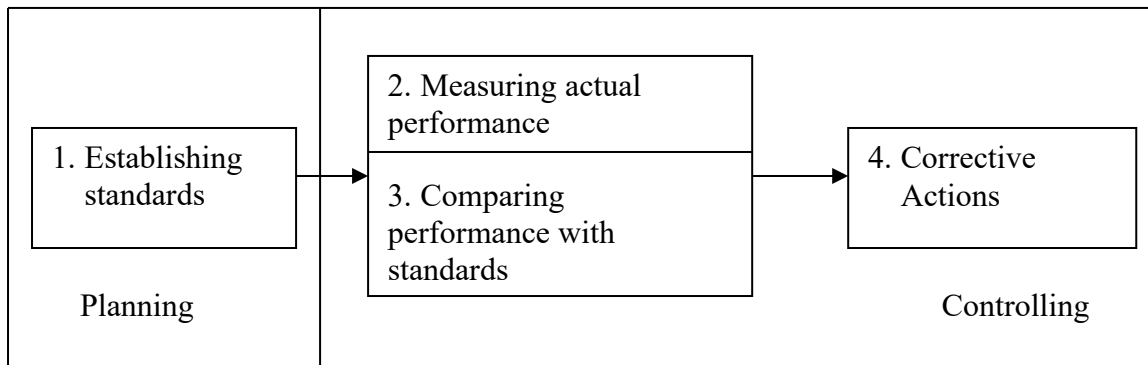 1. Establishing
standards
2. Measuring actual
performance
3. Comparing
performance with
standards
4. Corrective
Actions
Planning
Controlling